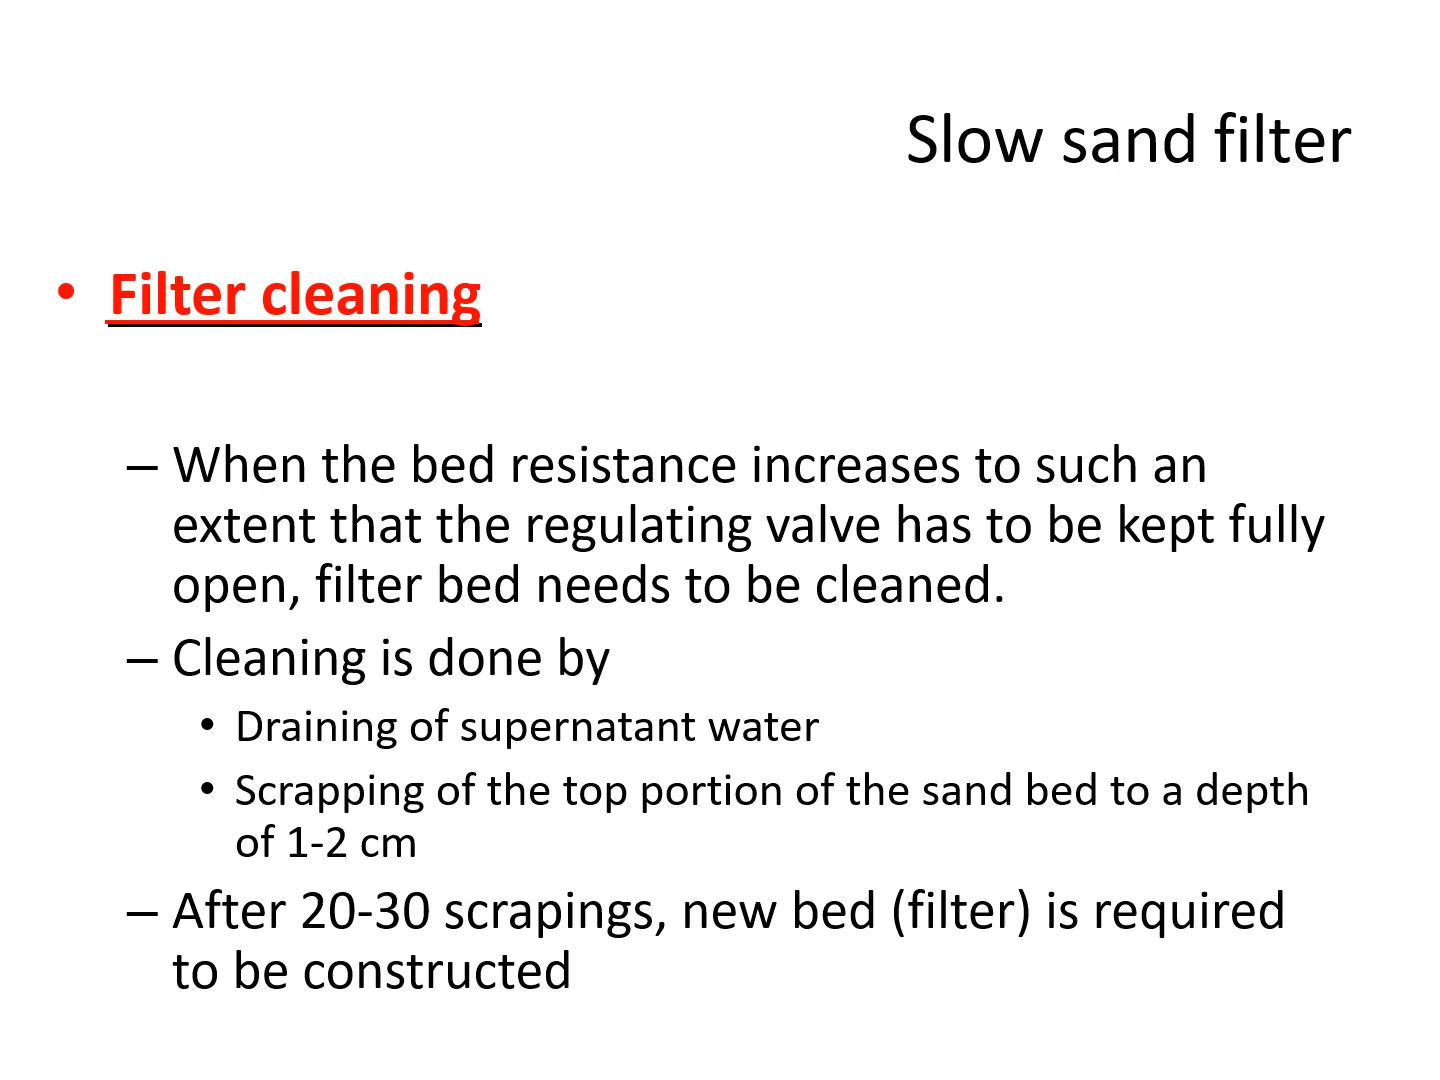 Slow sand filter
• Filter cleaning
– When the bed resistance increases to such an
extent that the regulating valve has to be kept fully
open, filter bed needs to be cleaned.
– Cleaning is done by
• Draining of supernatant water
• Scrapping of the top portion of the sand bed to a depth
of 1-2 cm
– After 20-30 scrapings, new bed (filter) is required
to be constructed